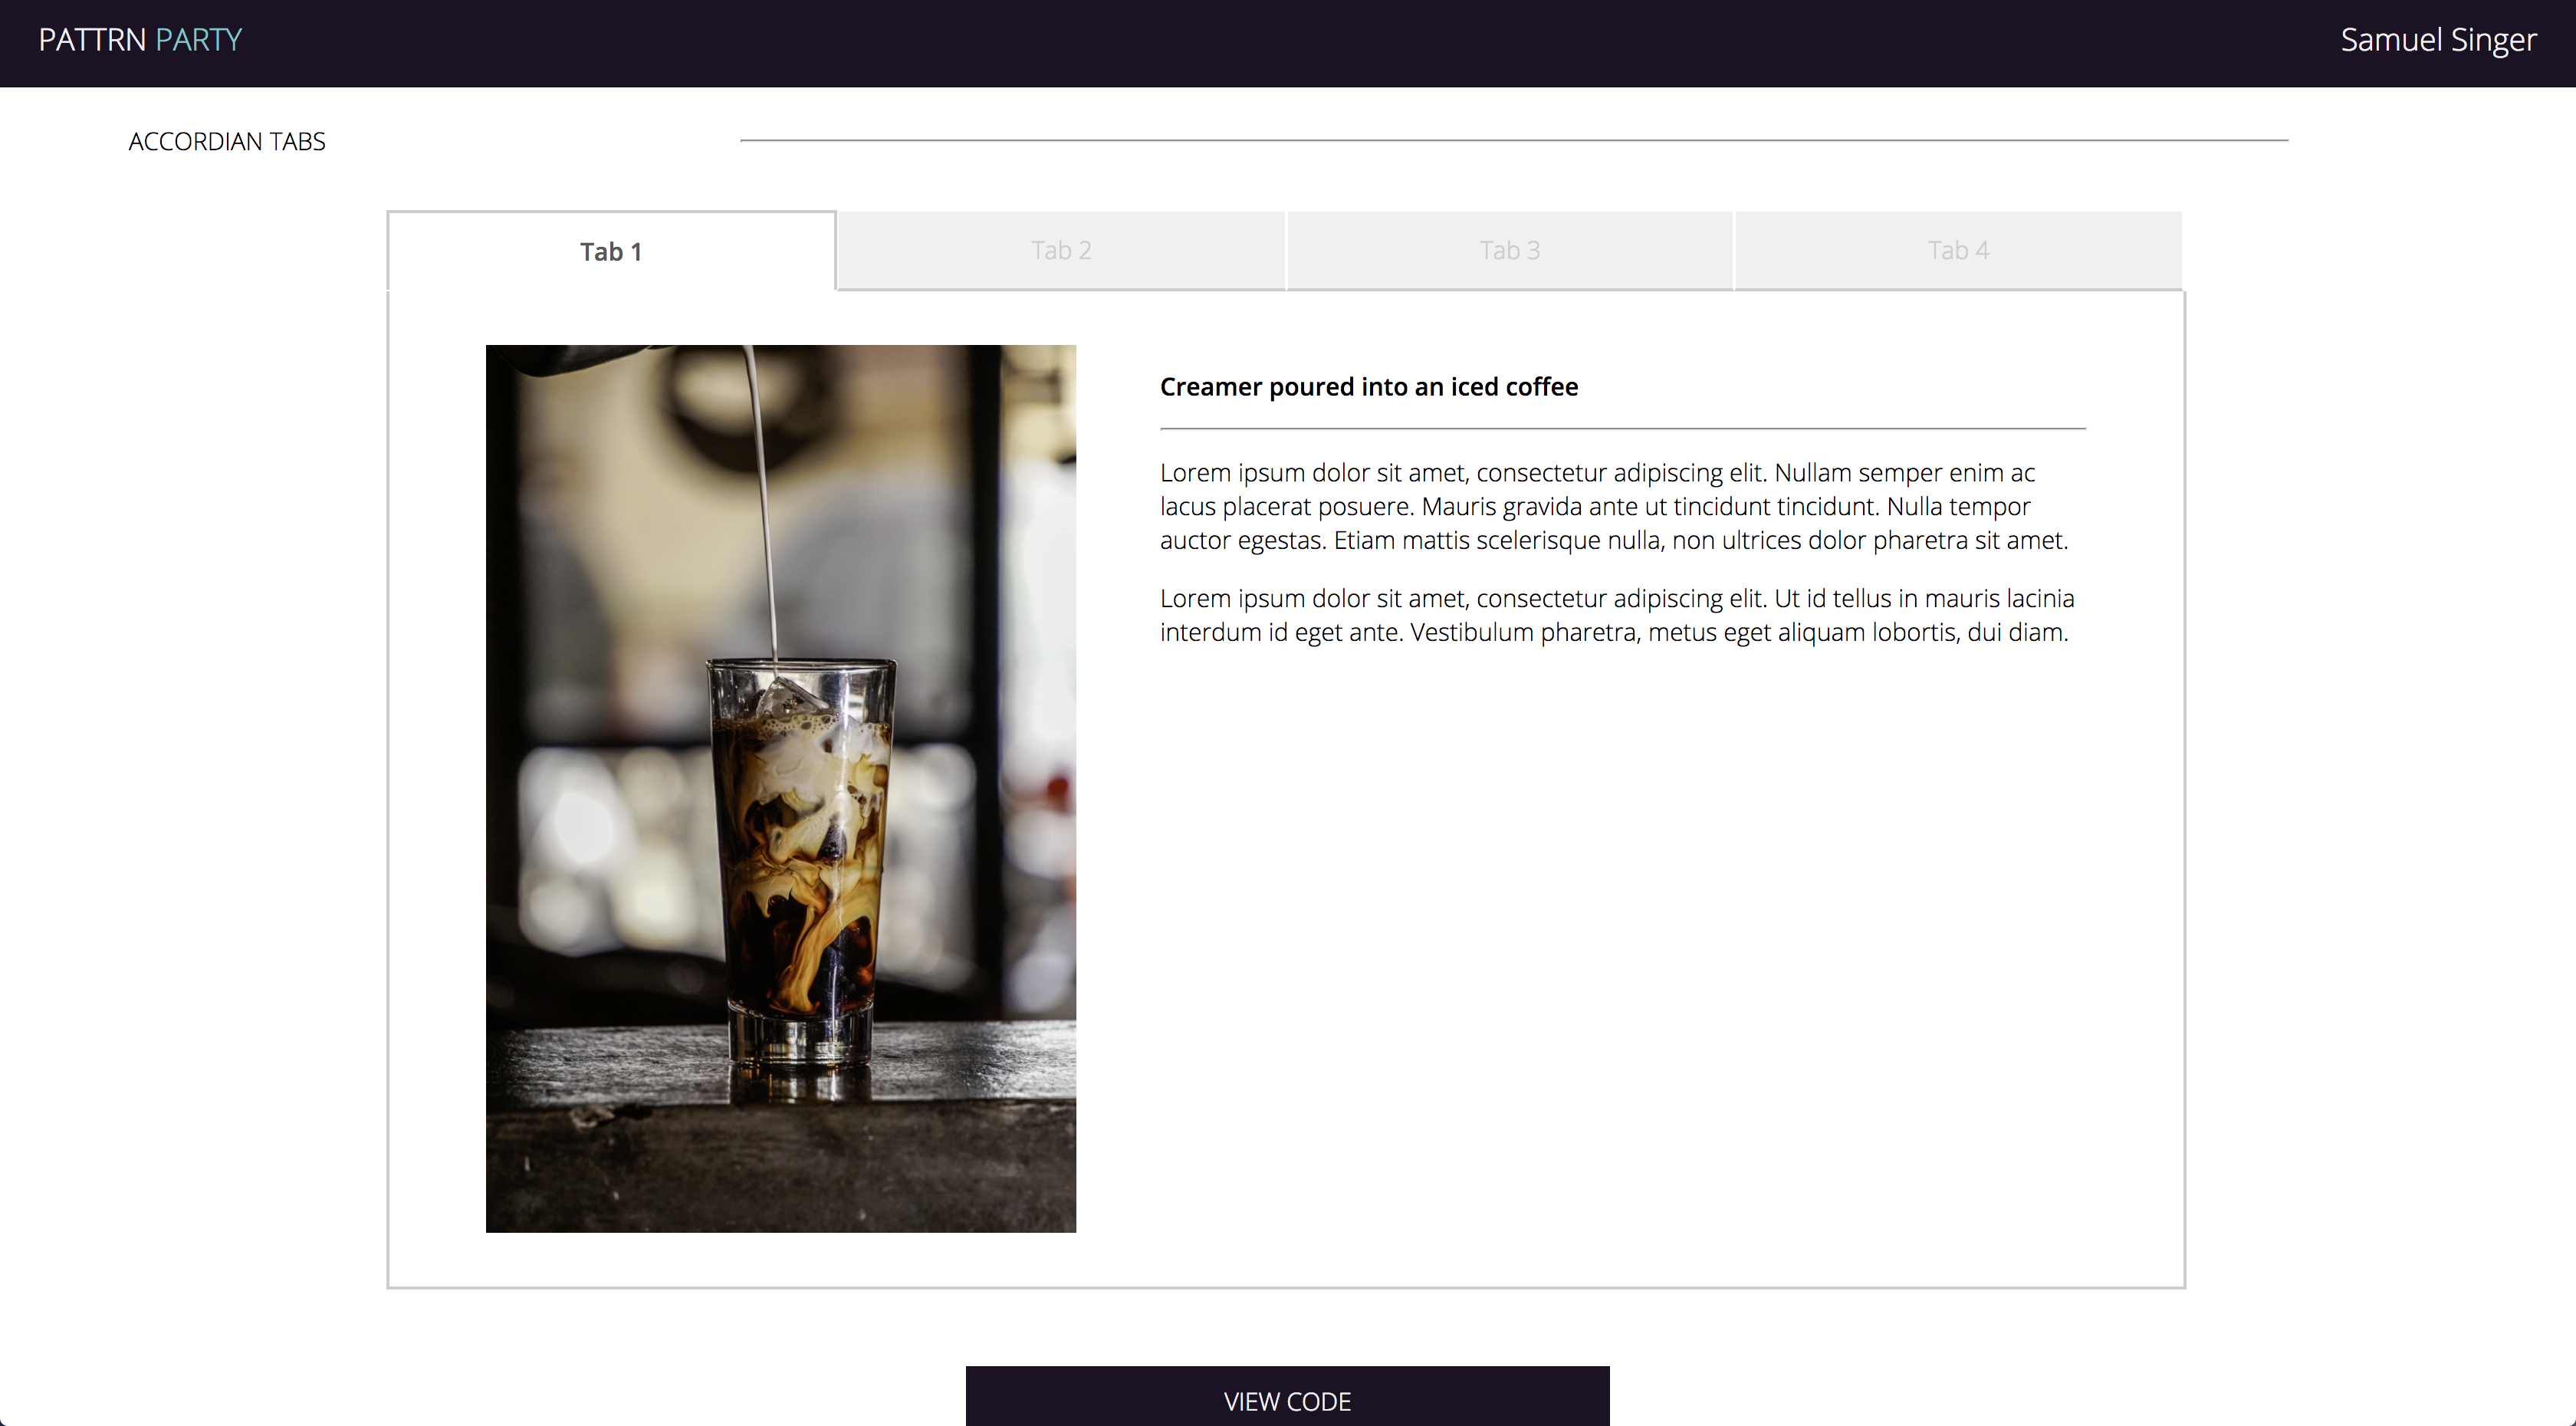 PATTRN PARTY
Samuel Singer
ACCORDIAN TABS
Tab 1
Tab 2
Tab 3
Tab 4
Creamer poured into an iced coffee
Lorem ipsum dolor sit amet, consectetur adipiscing elit. Nullam semper enim ac
lacus placerat posuere. Mauris gravida ante ut tincidunt tincidunt. Nulla tempor
auctor egestas. Etiam mattis scelerisque nulla, non ultrices dolor pharetra sit amet.
Lorem ipsum dolor sit amet, consectetur adipiscing elit. Ut id tellus in mauris lacinia
interdum id eget ante. Vestibulum pharetra, metus eget aliquam lobortis, dui diam.
VIEW CODE